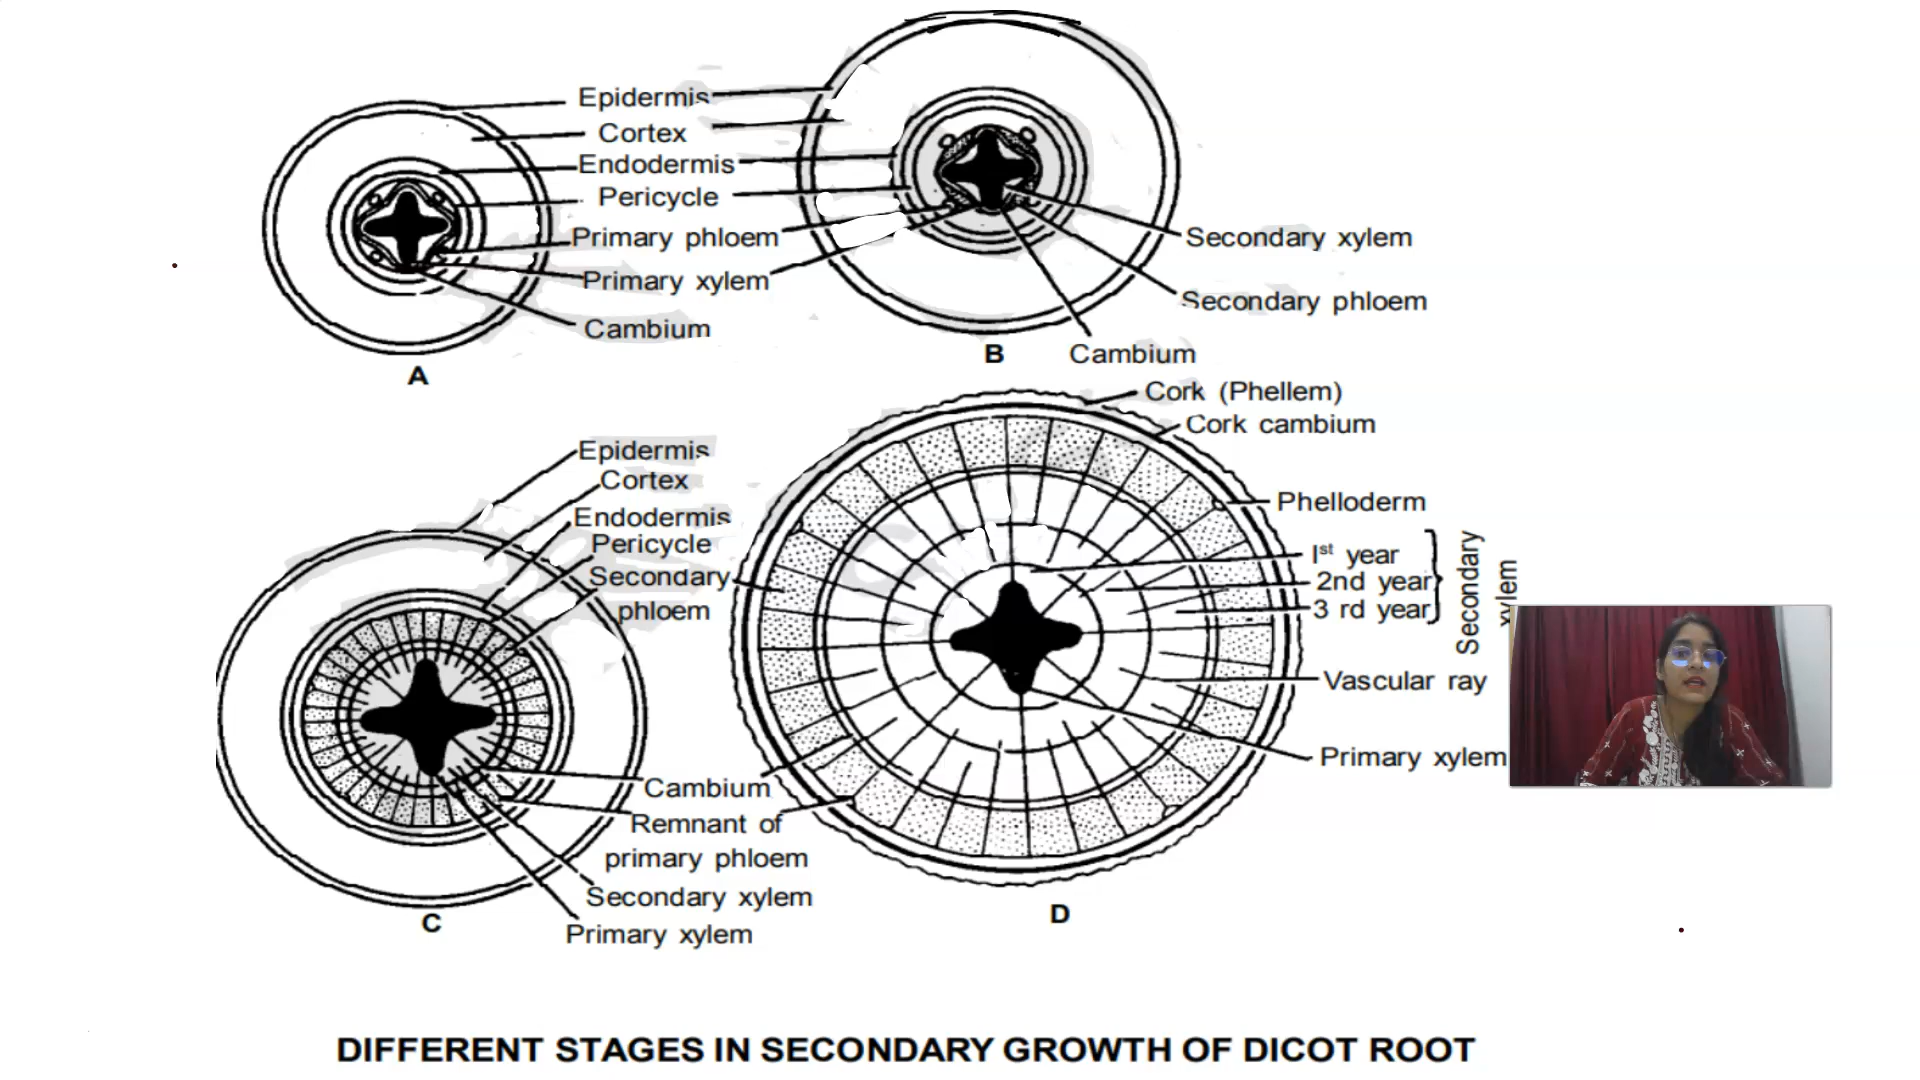 Epidermis
Cortex
Endodermis
Pericycle
Primary phloem
Primary xylem
Cambium
A
Secondary xylem
Secondary phloem
Cambium
B
Cork (Phellem)
Cork cambium
Epidermis
Cortex
Endodermis
Pericycle
Secondary
phloem
Phelloderm
Ist year
2nd year
3 rd year
Secondary
xylem
Vascular ray
Primary xylem
Cambium
Remnant of
primary phloem
Secondary xylem
Primary xylem
C
D
DIFFERENT STAGES IN SECONDARY GROWTH OF DICOT ROOT